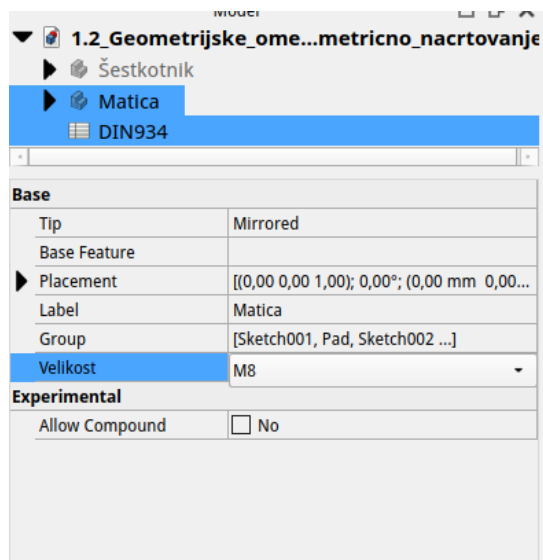 Model
1.2_Geometrijske_ome...metricno_nacrtovanje
Šestkotnik
Matica
DIN934
Base
Tip Mirrored
Base Feature
Placement [(0,00 0,00 1,00); 0,00°; (0,00 mm 0,00...
Label Matica
Group [Sketch001, Pad, Sketch002 ...]
Velikost M8
Experimental
Allow Compound No